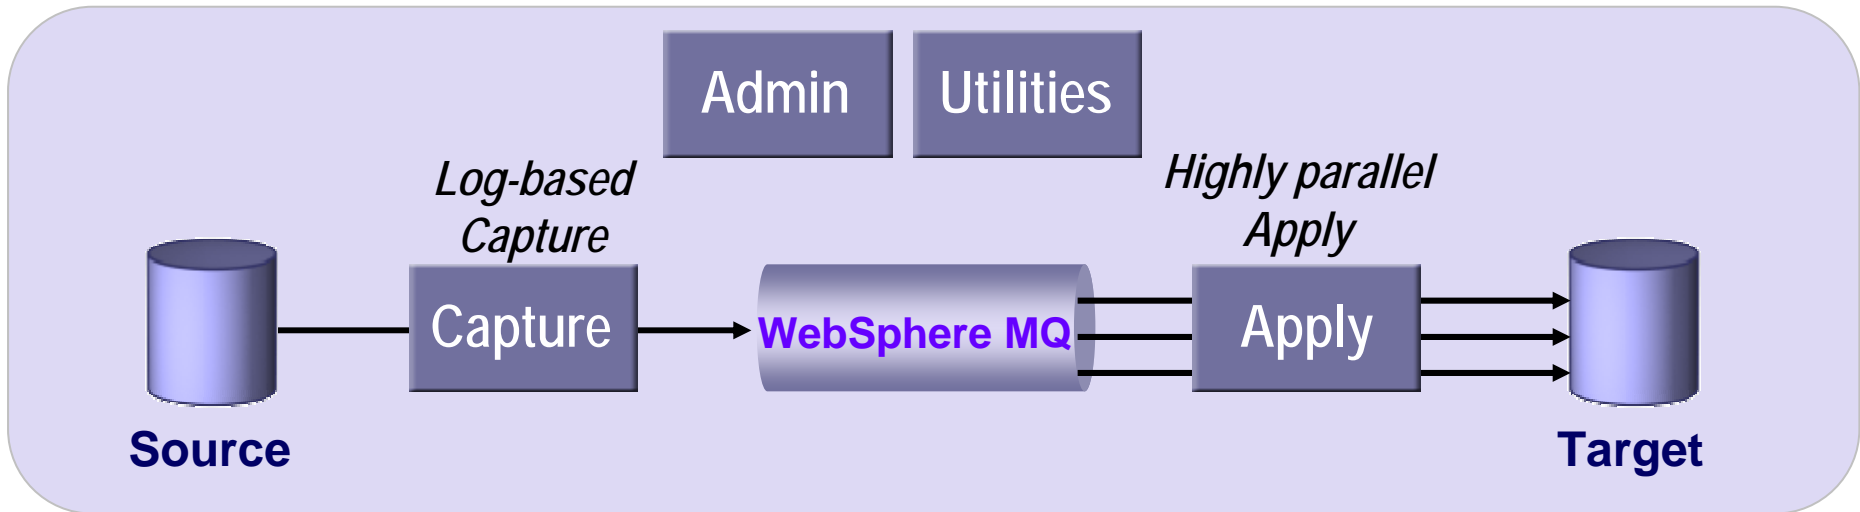 Admin
Utilities
Log-based
Capture
Highly parallel
Apply
Capture
WebSphere MQ
Apply
Source
Target